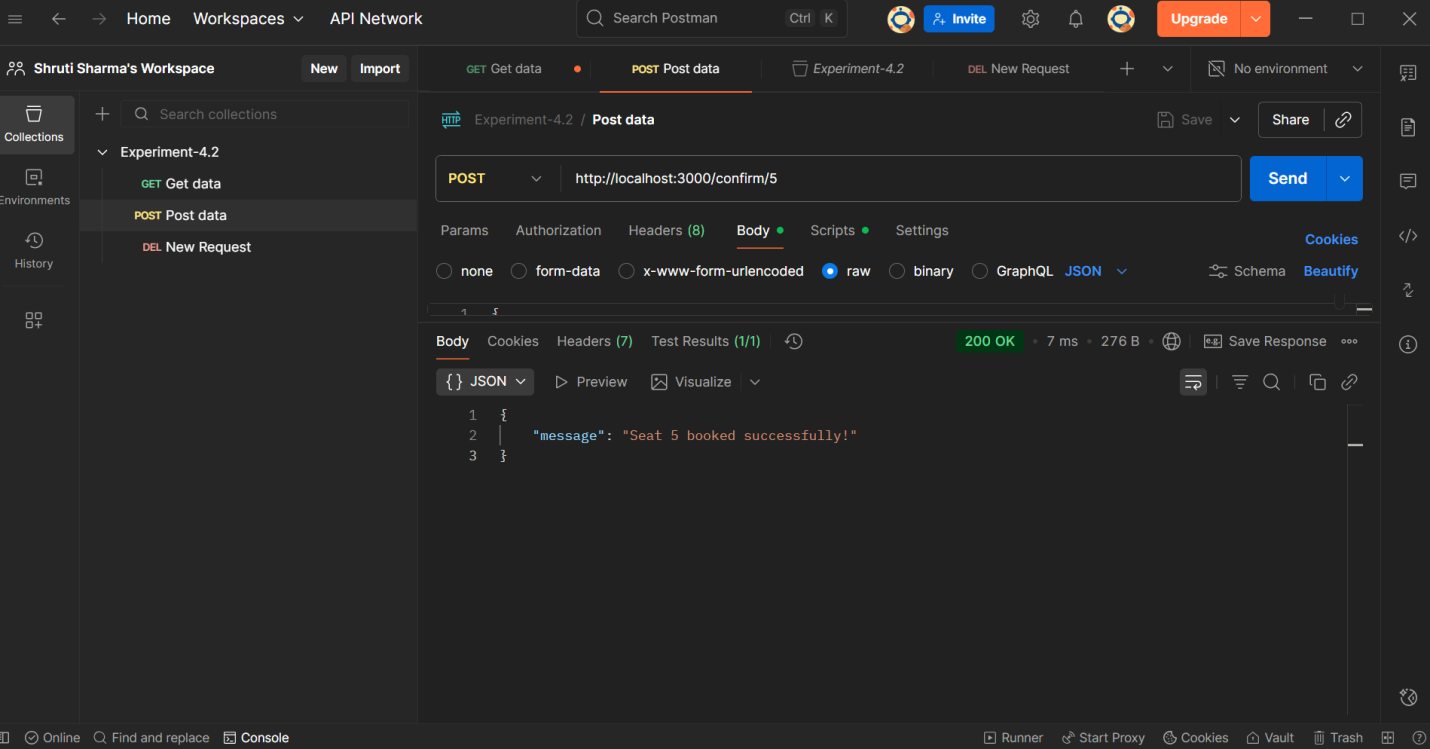 Home Workspaces API Network Search Postman Ctrl K Invite Upgrade
Shruti Sharma's Workspace New Import GET Get data POST Post data Experiment-4.2 DEL New Request No environment
Collections Search collections
Experiment-4.2 / Post data Save Share
Experiment-4.2
GET Get data
POST Post data
DEL New Request
Environments
History
POST http://localhost:3000/confirm/5 Send
Params Authorization Headers (8) Body Scripts Settings Cookies
none form-data x-www-form-urlencoded raw binary GraphQL JSON Schema Beautify
1 {
Body Cookies Headers (7) Test Results (1/1) 200 OK • 7 ms • 276 B • e.g. Save Response
{} JSON Preview Visualize
1 {
2 "message": "Seat 5 booked successfully!"
3 }
Online Find and replace Console Runner Start Proxy Cookies Vault Trash